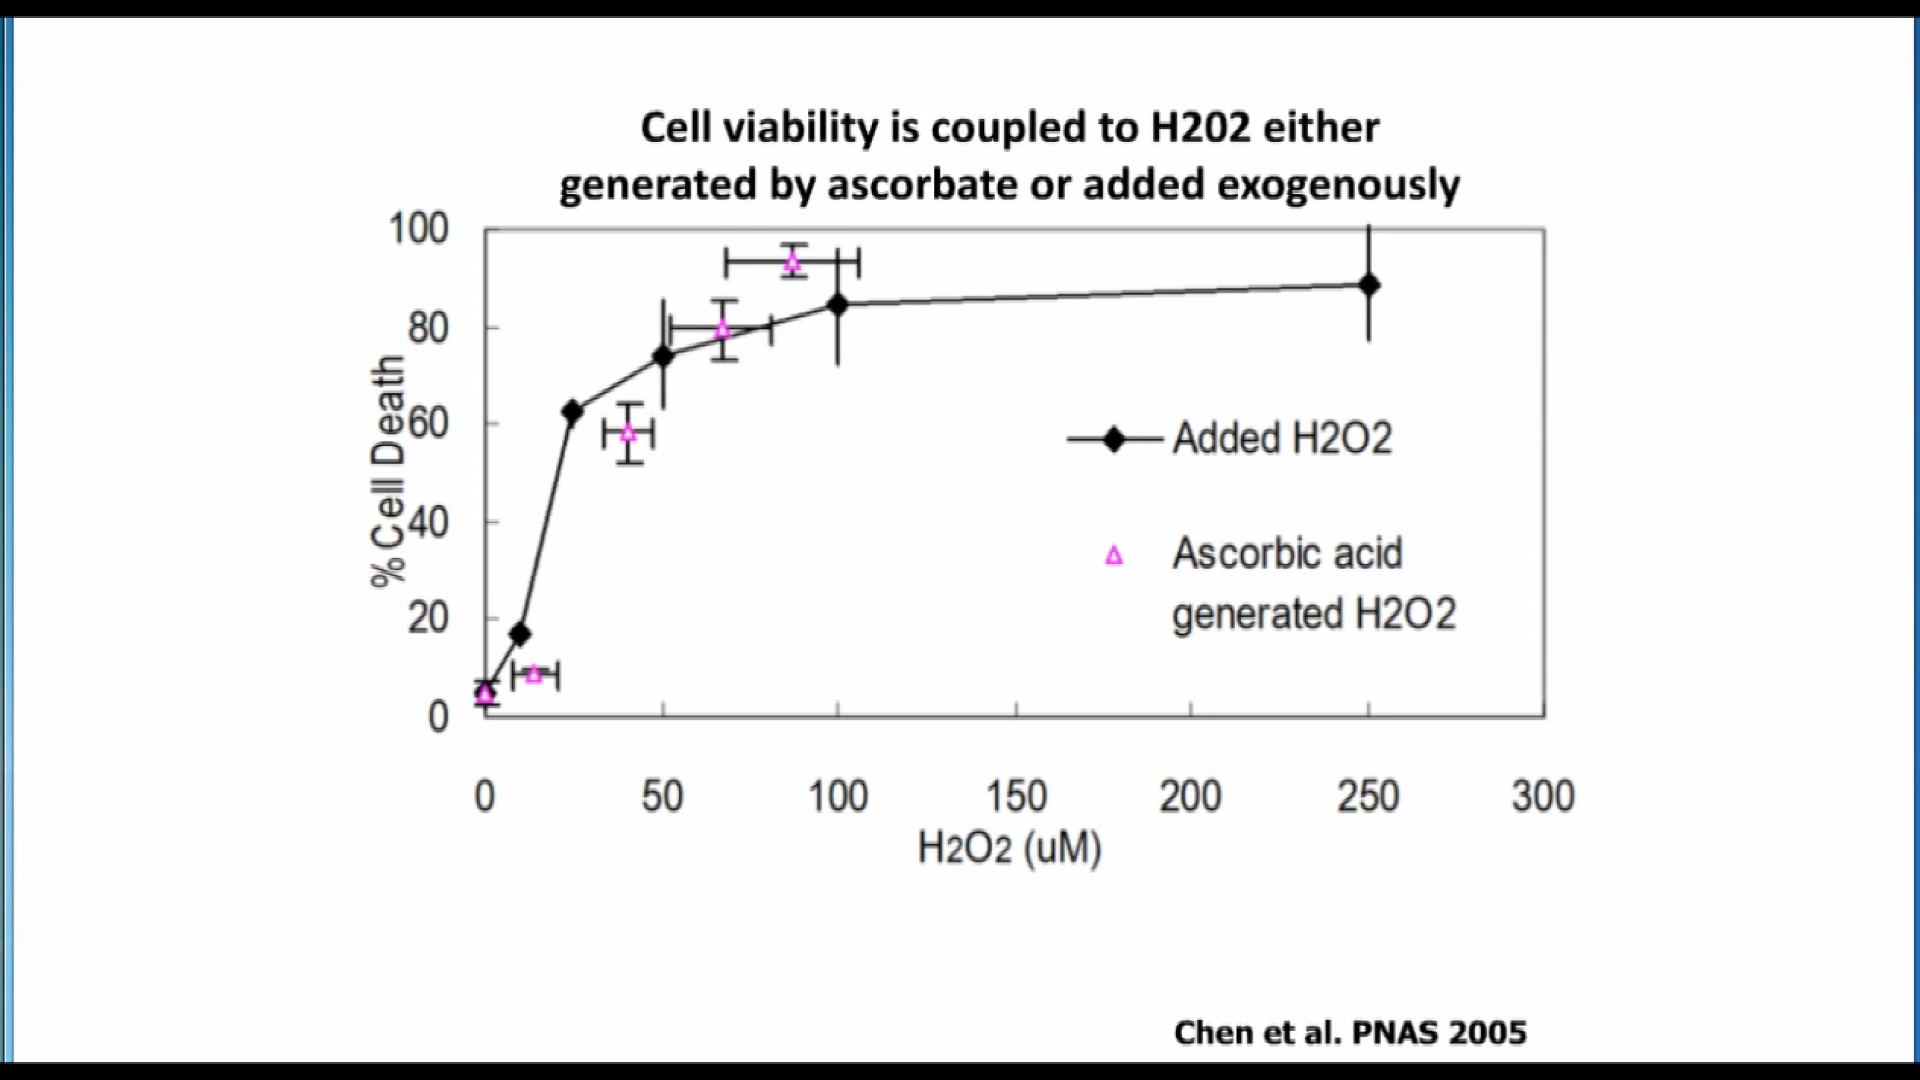 Cell viability is coupled to H202 either
generated by ascorbate or added exogenously
100
80
60
40
20
0
% Cell Death
Added H2O2
Ascorbic acid
generated H2O2
0 50 100 150 200 250 300
H2O2 (uM)
Chen et al. PNAS 2005